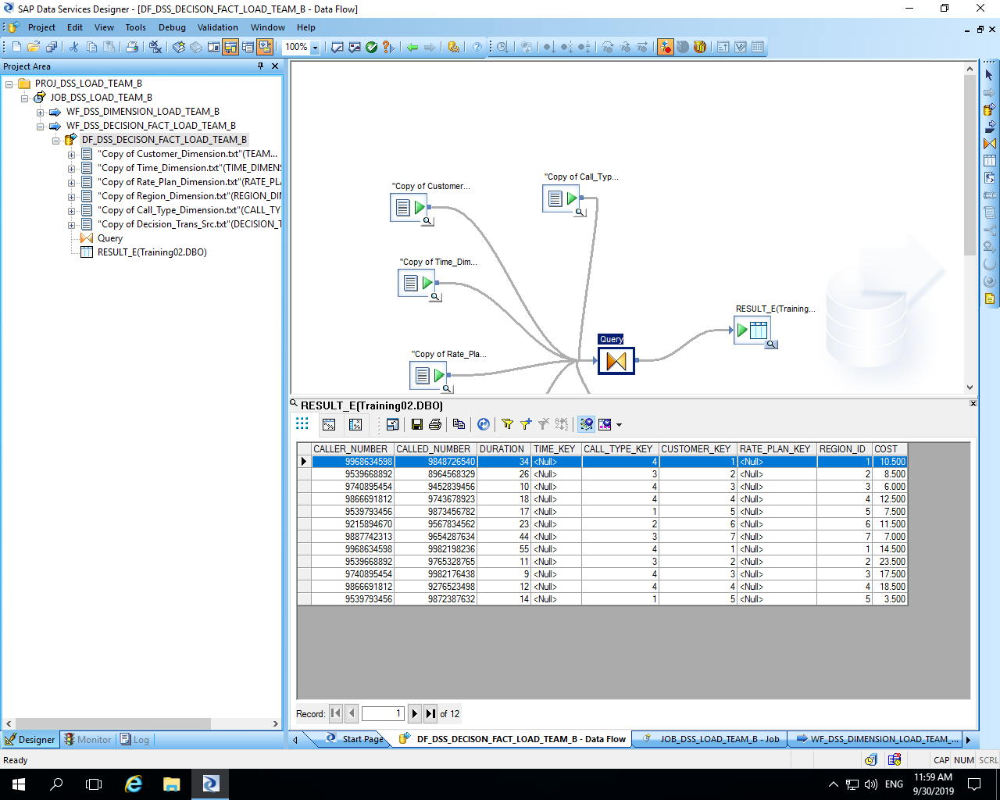 SAP Data Services Designer - [DF_DSS_DECISON_FACT_LOAD_TEAM_B - Data Flow]
Project Edit View Tools Debug Validation Window Help
100%
Project Area
PROJ_DSS_LOAD_TEAM_B
JOB_DSS_LOAD_TEAM_B
WF_DSS_DIMENSION_LOAD_TEAM_B
WF_DSS_DECISION_FACT_LOAD_TEAM_B
DF_DSS_DECISON_FACT_LOAD_TEAM_B
"Copy of Customer_Dimension.txt"(TEAM...
"Copy of Time_Dimension.txt"(TIME_DIMENS
"Copy of Rate_Plan_Dimension.txt"(RATE_PL
"Copy of Region_Dimension.txt"(REGION_DI
"Copy of Call_Type_Dimension.txt"(CALL_TY
"Copy of Decision_Trans_Src.txt"(DECISION_T
Query
RESULT_E(Training02.DBO)
"Copy of Call_Typ...
"Copy of Customer...
"Copy of Time_Dim...
"Copy of Rate_Pla...
Query
RESULT_E(Training...
RESULT_E(Training02.DBO)
CALLER_NUMBER CALLED_NUMBER DURATION TIME_KEY CALL_TYPE_KEY CUSTOMER_KEY RATE_PLAN_KEY REGION_ID COST
9968634598 9848726540 34 <Null> 4 1 <Null> 1 10.500
9539668892 8964568329 26 <Null> 3 2 <Null> 2 8.500
9740895454 9452839456 10 <Null> 4 3 <Null> 3 6.000
9866691812 9743678923 18 <Null> 4 4 <Null> 4 12.500
9539793456 9873456782 17 <Null> 1 5 <Null> 5 7.500
9215894670 9567834562 23 <Null> 2 6 <Null> 6 11.500
9887742313 9654287634 44 <Null> 3 7 <Null> 7 7.000
9968634598 9982198236 55 <Null> 4 1 <Null> 1 14.500
9539668892 9765328765 11 <Null> 3 2 <Null> 2 23.500
9740895454 9982176438 9 <Null> 4 3 <Null> 3 17.500
9866691812 9276523498 12 <Null> 4 4 <Null> 4 18.500
9539793456 9872387632 14 <Null> 1 5 <Null> 5 3.500
Record: 1 of 12
Designer Monitor Log
Start Page DF_DSS_DECISON_FACT_LOAD_TEAM_B - Data Flow JOB_DSS_LOAD_TEAM_B - Job WF_DSS_DIMENSION_LOAD_TEAM_...
Ready
CAP NUM SCRL
ENG
11:59 AM
9/30/2019